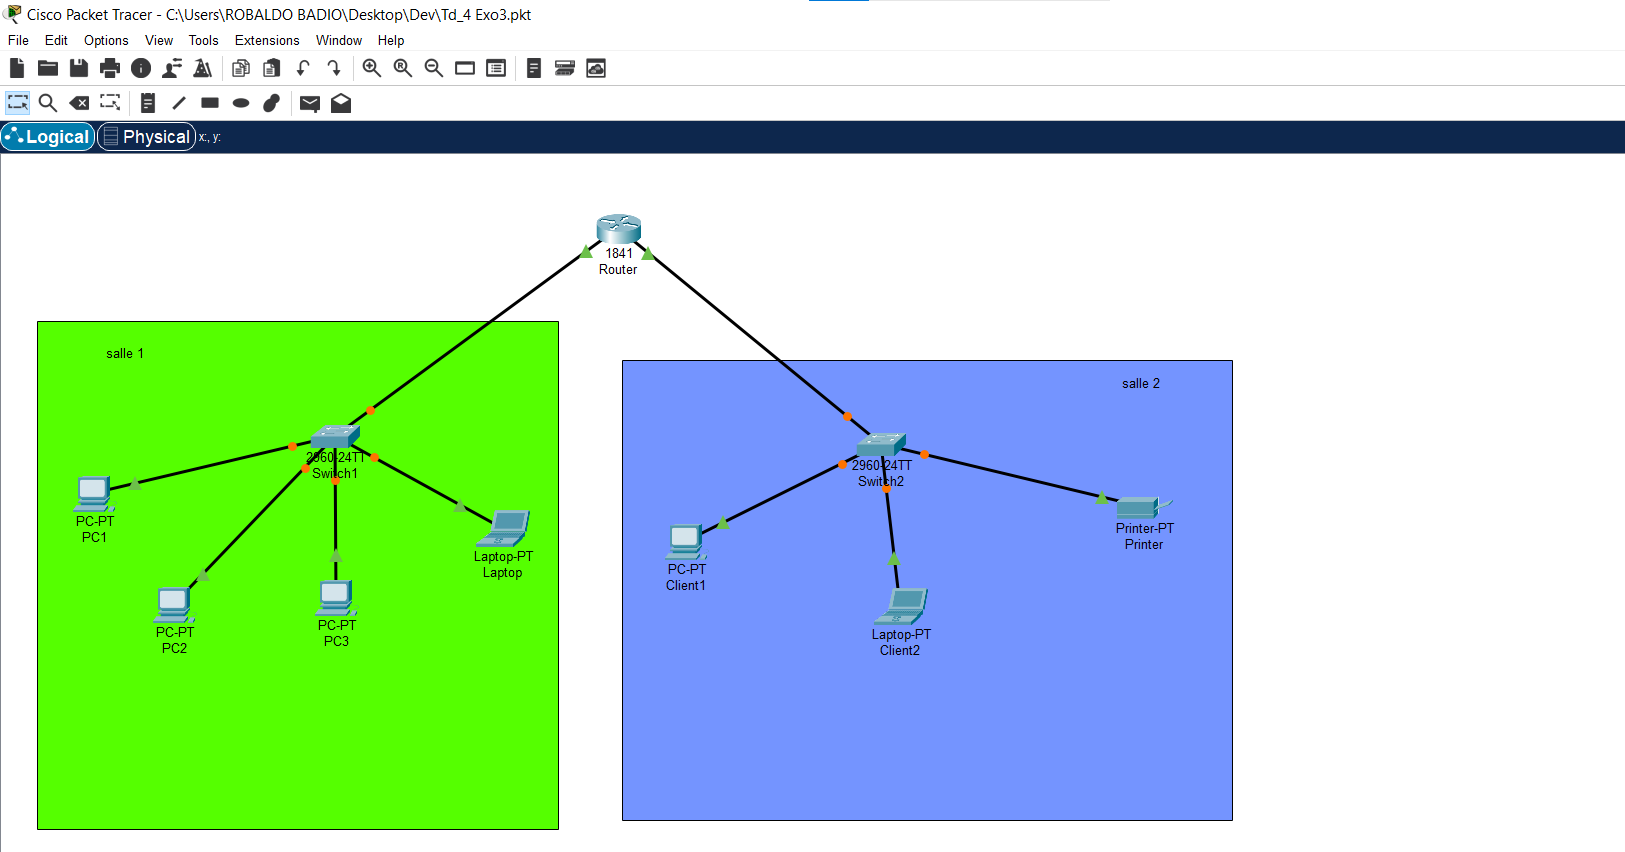 Cisco Packet Tracer - C:\Users\ROBALDO BADIO\Desktop\Dev\Td_4 Exo3.pkt
File Edit Options View Tools Extensions Window Help
Logical Physical x:, y:
1841
Router
salle 1
2960-24TT
Switch1
PC-PT
PC1
PC-PT
PC2
PC-PT
PC3
Laptop-PT
Laptop
salle 2
2960-24TT
Switch2
PC-PT
Client1
Laptop-PT
Client2
Printer-PT
Printer